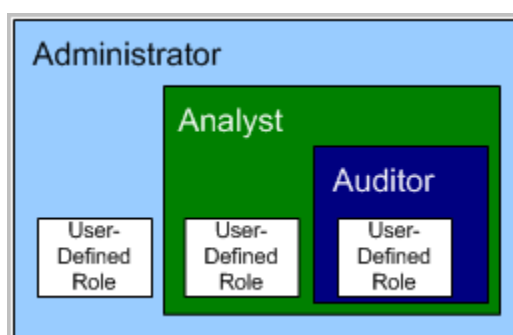 Administrator
Analyst
Auditor
User-
Defined
Role
User-
Defined
Role
User-
Defined
Role